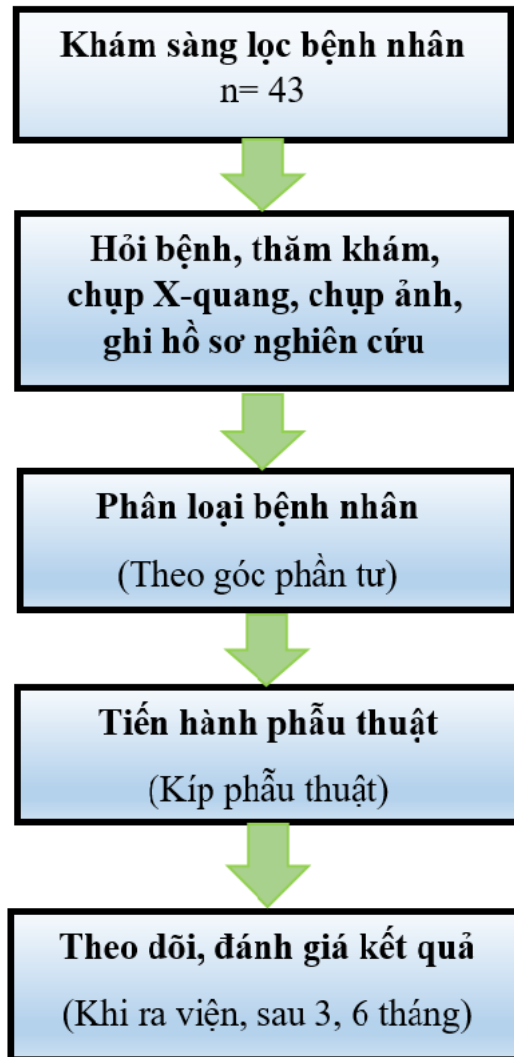 Khám sàng lọc bệnh nhân
n= 43
Hỏi bệnh, thăm khám,
chụp X-quang, chụp ảnh,
ghi hồ sơ nghiên cứu
Phân loại bệnh nhân
(Theo góc phần tư)
Tiến hành phẫu thuật
(Kíp phẫu thuật)
Theo dõi, đánh giá kết quả
(Khi ra viện, sau 3, 6 tháng)